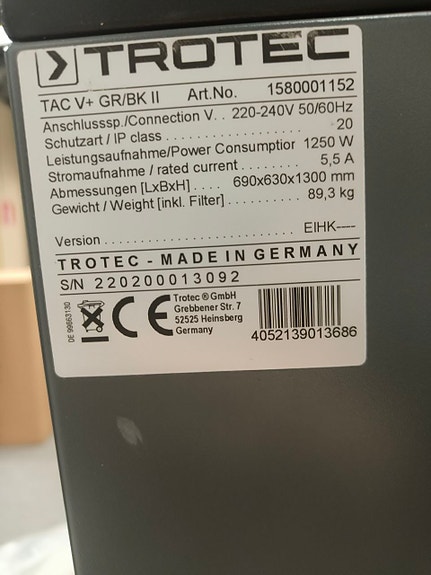 TROTEC
TAC V+ GR/BK II Art.No. 1580001152
Anschlusssp./Connection V. . 220-240V 50/60Hz
Schutzart / IP class . . . . . . . . . . . . . . . . . . . . . 20
Leistungsaufnahme/Power Consumptior 1250 W
Stromaufnahme / rated current . . . . . . . . . 5,5 A
Abmessungen [LxBxH] . . . . 690x630x1300 mm
Gewicht / Weight [inkl. Filter] . . . . . . . . . . 89,3 kg
Version . . . . . . . . . . . . . . . . . . . . . . . . . . EIHK----
TROTEC - MADE IN GERMANY
S/N 220200013092
DE 99863130
CE
Trotec ® GmbH
Grebbener Str. 7
52525 Heinsberg
Germany
4052139013686